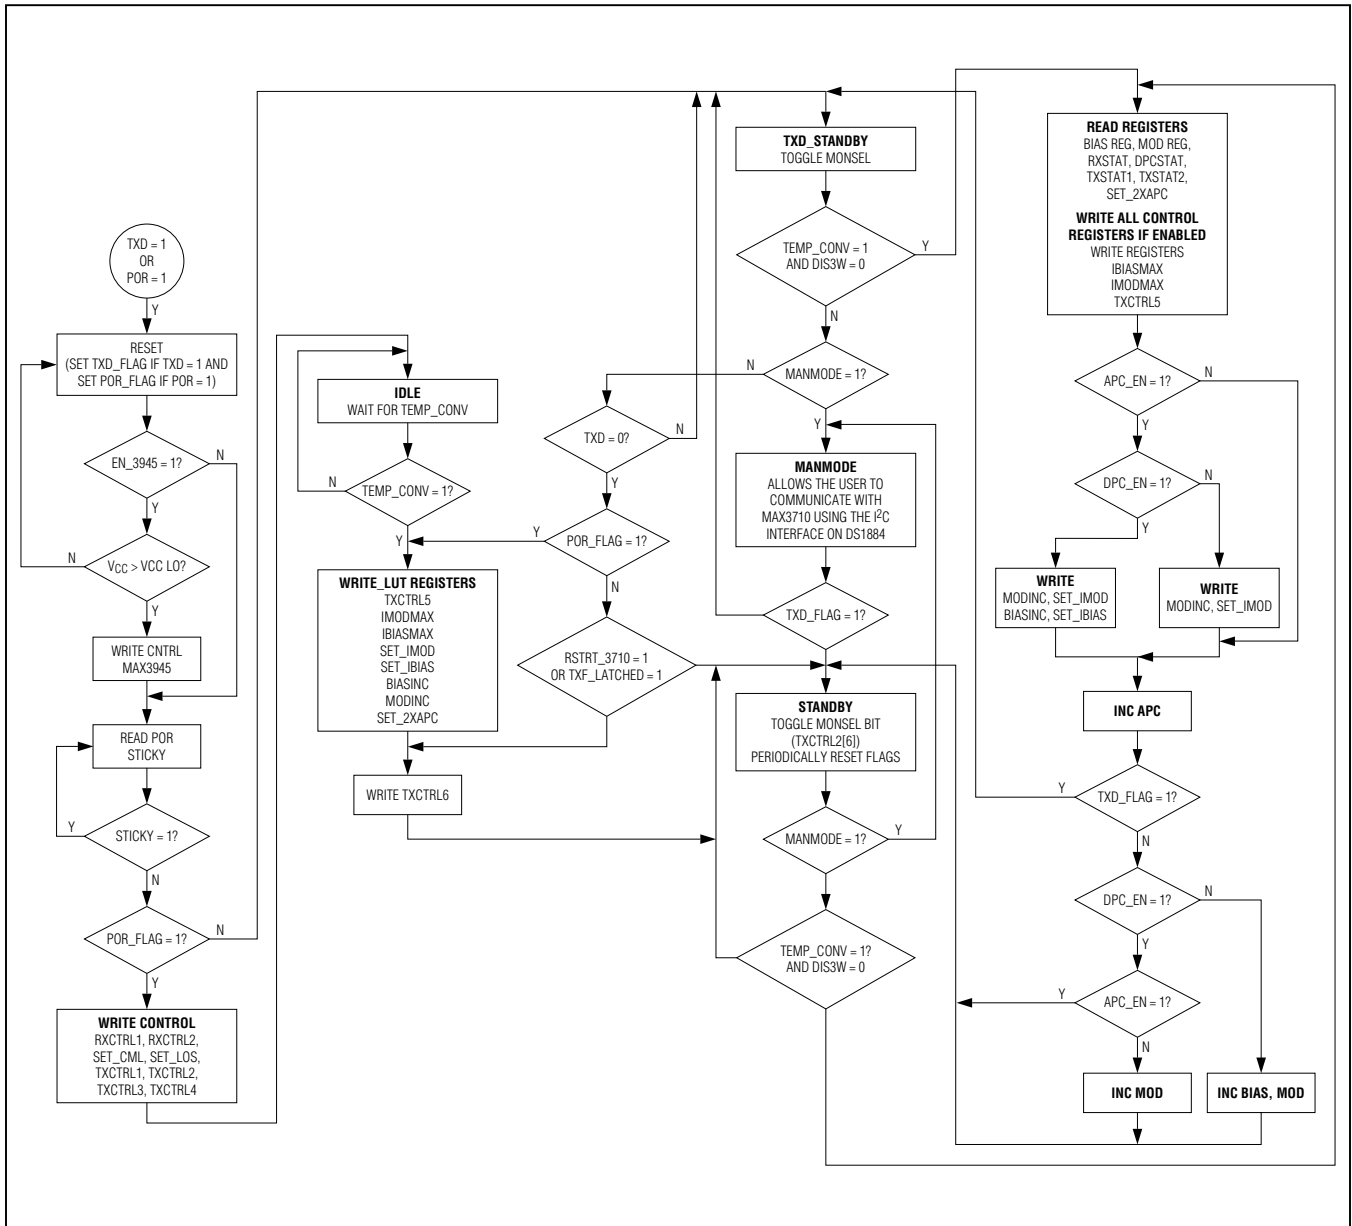 TXD = 1
OR
POR = 1
Y
RESET
(SET TXD_FLAG IF TXD = 1 AND
SET POR_FLAG IF POR = 1)
EN_3945 = 1?
N
Y
VCC > VCC LO?
N
Y
WRITE CNTRL
MAX3945
READ POR
STICKY
STICKY = 1?
Y
N
POR_FLAG = 1?
N
Y
WRITE CONTROL
RXCTRL1, RXCTRL2,
SET_CML, SET_LOS,
TXCTRL1, TXCTRL2,
TXCTRL3, TXCTRL4
IDLE
WAIT FOR TEMP_CONV
N
TEMP_CONV = 1?
Y
WRITE_LUT REGISTERS
TXCTRL5
IMODMAX
IBIASMAX
SET_IMOD
SET_IBIAS
BIASINC
MODINC
SET_2XAPC
WRITE TXCTRL6
TXD = 0?
N
Y
Y
POR_FLAG = 1?
N
RSTRT_3710 = 1
OR TXF_LATCHED = 1
TXD_STANDBY
TOGGLE MONSEL
TEMP_CONV = 1
AND DIS3W = 0
Y
N
N
MANMODE = 1?
Y
MANMODE
ALLOWS THE USER TO
COMMUNICATE WITH
MAX3710 USING THE I2C
INTERFACE ON DS1884
TXD_FLAG = 1?
STANDBY
TOGGLE MONSEL BIT
(TXCTRL2[6])
PERIODICALLY RESET FLAGS
MANMODE = 1?
Y
TEMP_CONV = 1?
AND DIS3W = 0
READ REGISTERS
BIAS REG, MOD REG,
RXSTAT, DPCSTAT,
TXSTAT1, TXSTAT2,
SET_2XAPC
WRITE ALL CONTROL
REGISTERS IF ENABLED
WRITE REGISTERS
IBIASMAX
IMODMAX
TXCTRL5
APC_EN = 1?
N
Y
DPC_EN = 1?
N
Y
WRITE
MODINC, SET_IMOD
BIASINC, SET_IBIAS
WRITE
MODINC, SET_IMOD
INC APC
Y
TXD_FLAG = 1?
N
DPC_EN = 1?
N
Y
Y
APC_EN = 1?
N
INC MOD
INC BIAS, MOD